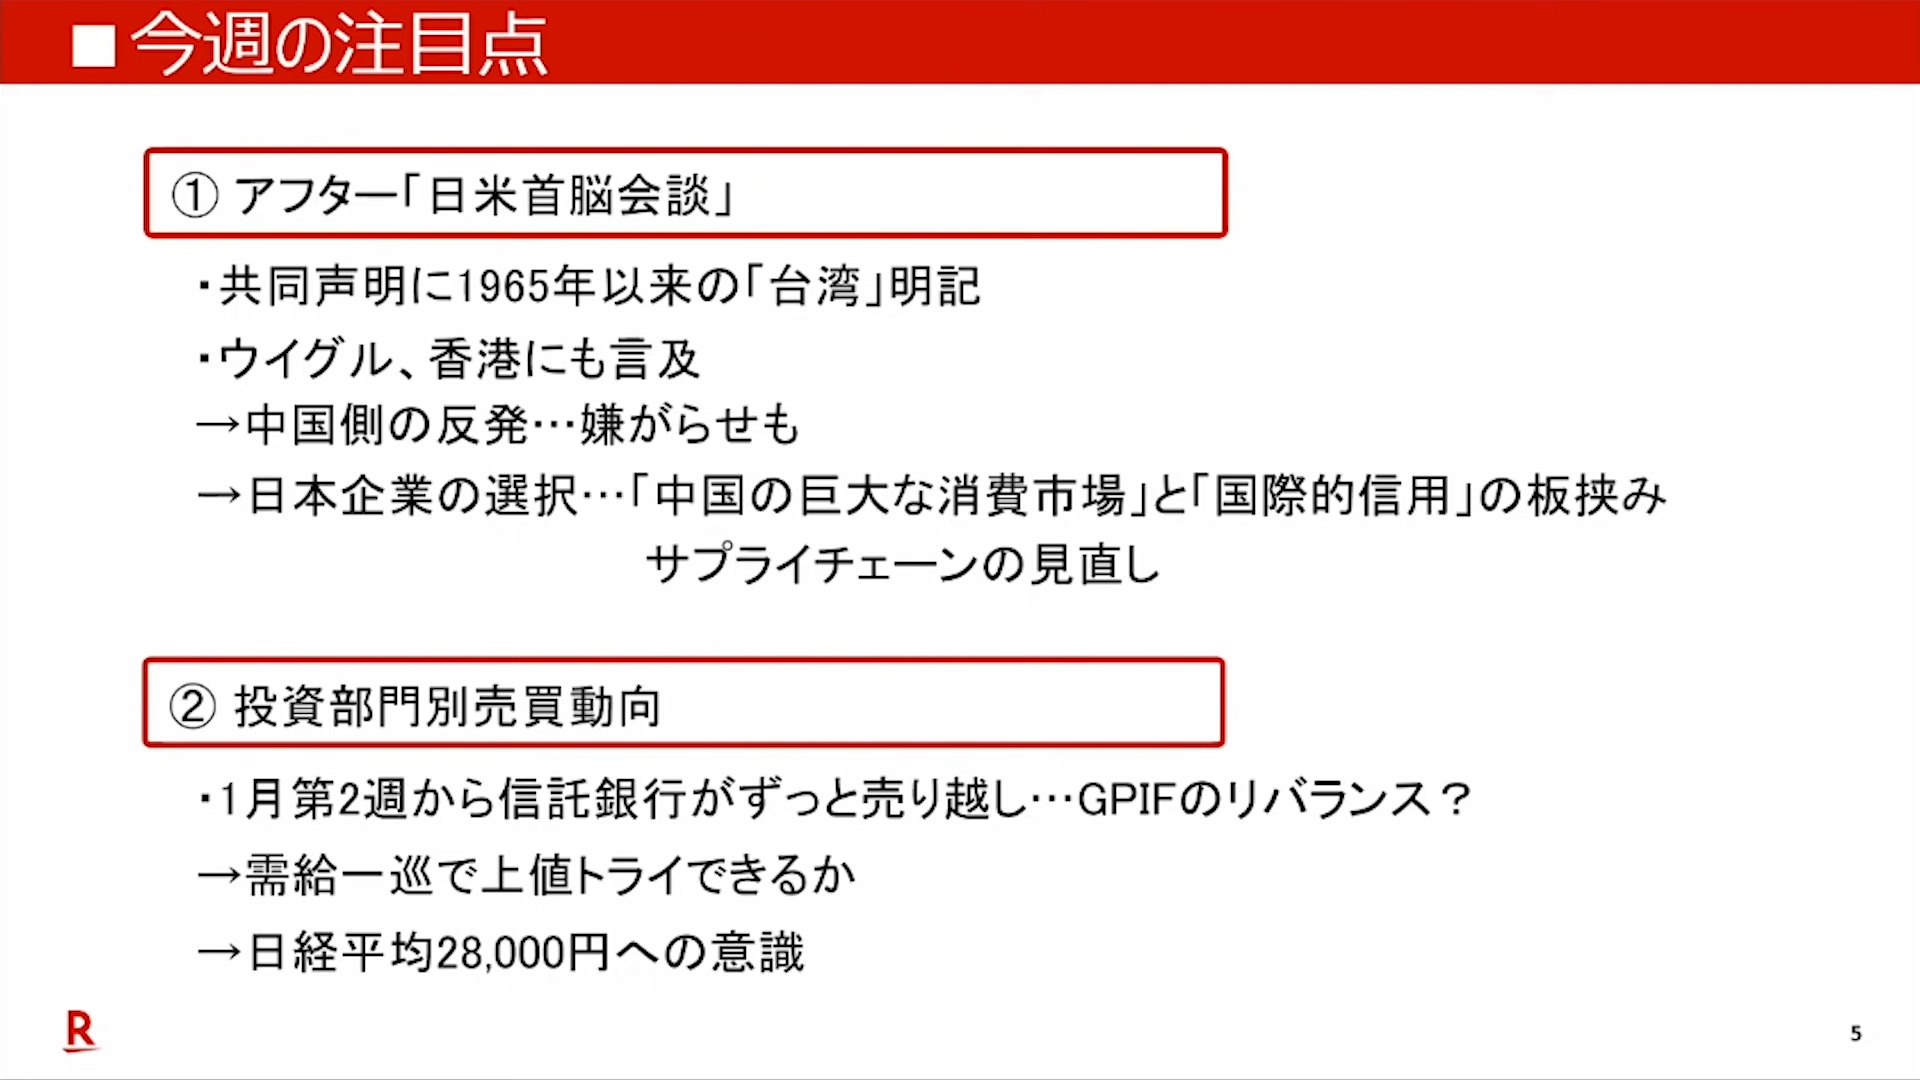 ■今週の注目点
① アフター「日米首脳会談」
・共同声明に1965年以来の「台湾」明記
・ウイグル、香港にも言及
→中国側の反発…嫌がらせも
→日本企業の選択…「中国の巨大な消費市場」と「国際的信用」の板挟み
サプライチェーンの見直し
② 投資部門別売買動向
・1月第2週から信託銀行がずっと売り越し…GPIFのリバランス？
→需給一巡で上値トライできるか
→日経平均28,000円への意識
R
5